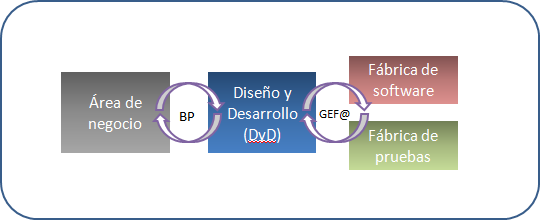 Área de
negocio
BP
Diseño y
Desarrollo
(DyD)
GEF@
Fábrica de
software
Fábrica de
pruebas